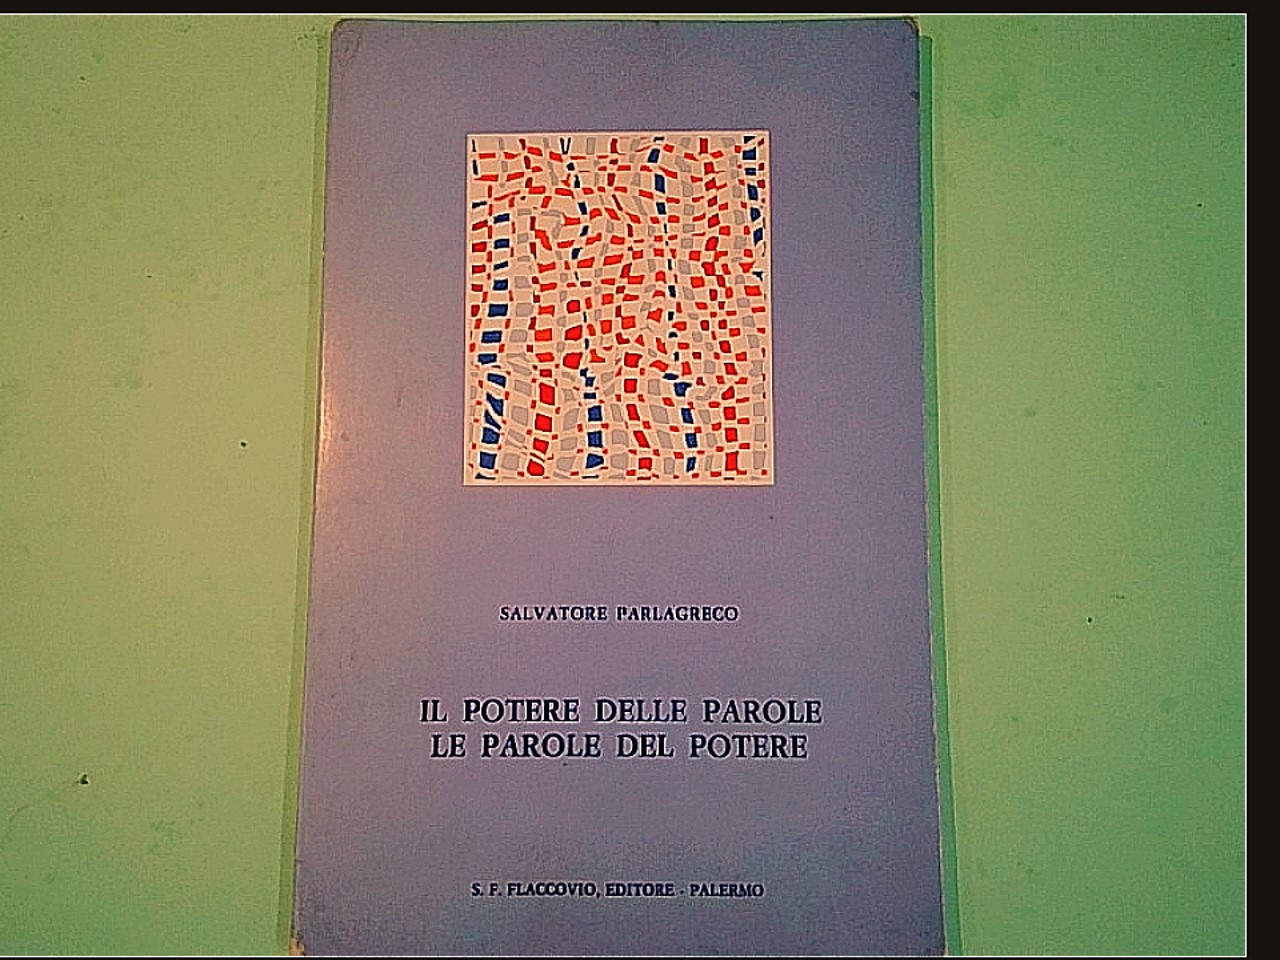 SALVATORE PARLAGRECO
IL POTERE DELLE PAROLE
LE PAROLE DEL POTERE
S. F. FLACCOVIO, EDITORE - PALERMO